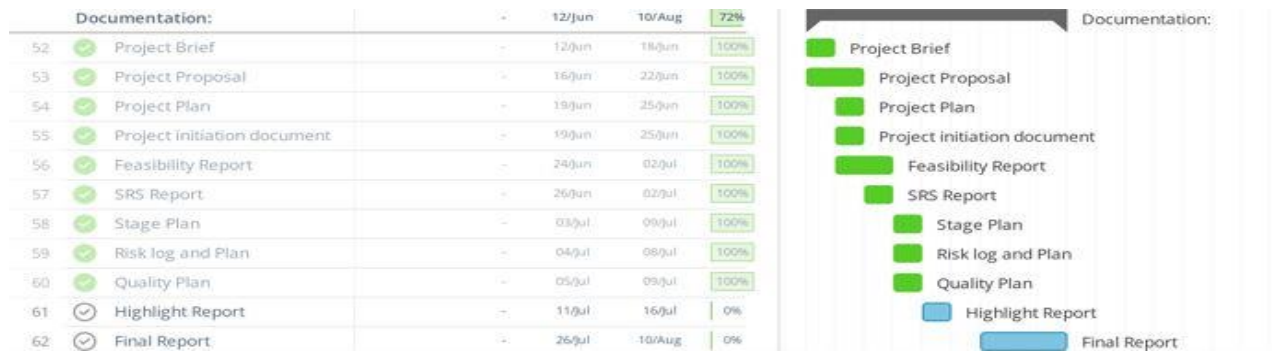 Documentation: - 12/Jun 10/Aug 72% Documentation:
52 Project Brief - 12/Jun 18/Jun 100% Project Brief
53 Project Proposal - 16/Jun 22/Jun 100% Project Proposal
54 Project Plan - 19/Jun 25/Jun 100% Project Plan
55 Project initiation document - 19/Jun 25/Jun 100% Project initiation document
56 Feasibility Report - 24/Jun 02/Jul 100% Feasibility Report
57 SRS Report - 26/Jun 02/Jul 100% SRS Report
58 Stage Plan - 03/Jul 09/Jul 100% Stage Plan
59 Risk log and Plan - 04/Jul 08/Jul 100% Risk log and Plan
60 Quality Plan - 05/Jul 09/Jul 100% Quality Plan
61 Highlight Report - 11/Jul 16/Jul 0% Highlight Report
62 Final Report - 26/Jul 10/Aug 0% Final Report